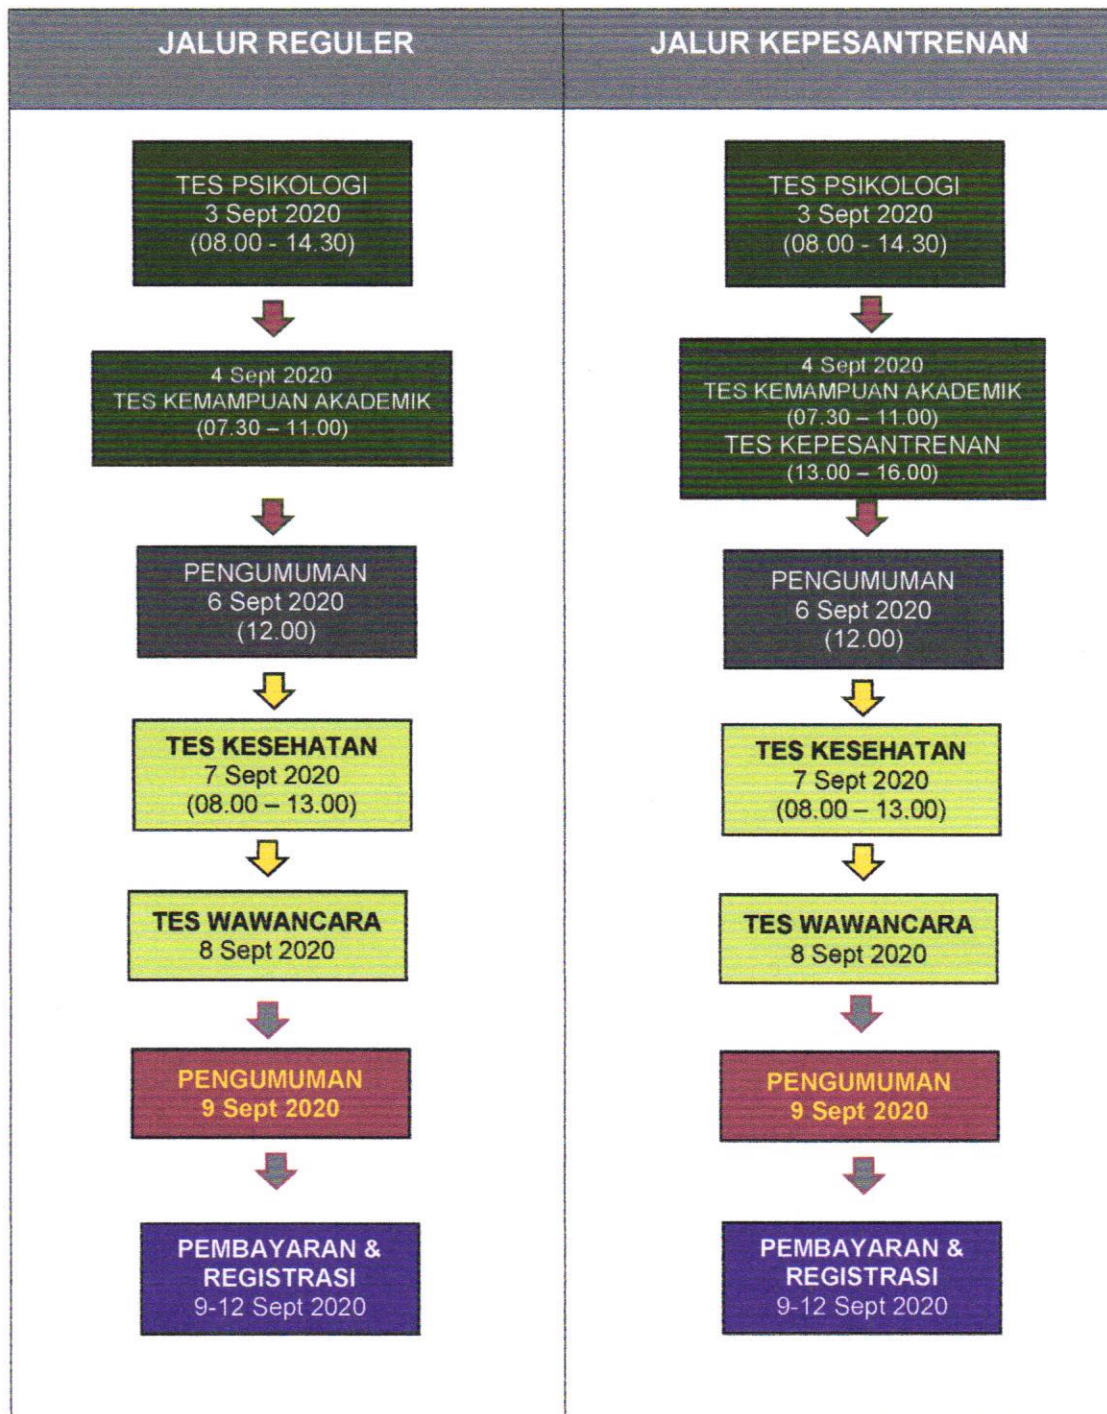 JALUR REGULER
TES PSIKOLOGI
3 Sept 2020
(08.00 - 14.30)
4 Sept 2020
TES KEMAMPUAN AKADEMIK
(07.30 – 11.00)
PENGUMUMAN
6 Sept 2020
(12.00)
TES KESEHATAN
7 Sept 2020
(08.00 – 13.00)
TES WAWANCARA
8 Sept 2020
PENGUMUMAN
9 Sept 2020
PEMBAYARAN &
REGISTRASI
9-12 Sept 2020
JALUR KEPESANTRENAN
TES PSIKOLOGI
3 Sept 2020
(08.00 - 14.30)
4 Sept 2020
TES KEMAMPUAN AKADEMIK
(07.30 – 11.00)
TES KEPESANTRENAN
(13.00 – 16.00)
PENGUMUMAN
6 Sept 2020
(12.00)
TES KESEHATAN
7 Sept 2020
(08.00 – 13.00)
TES WAWANCARA
8 Sept 2020
PENGUMUMAN
9 Sept 2020
PEMBAYARAN &
REGISTRASI
9-12 Sept 2020